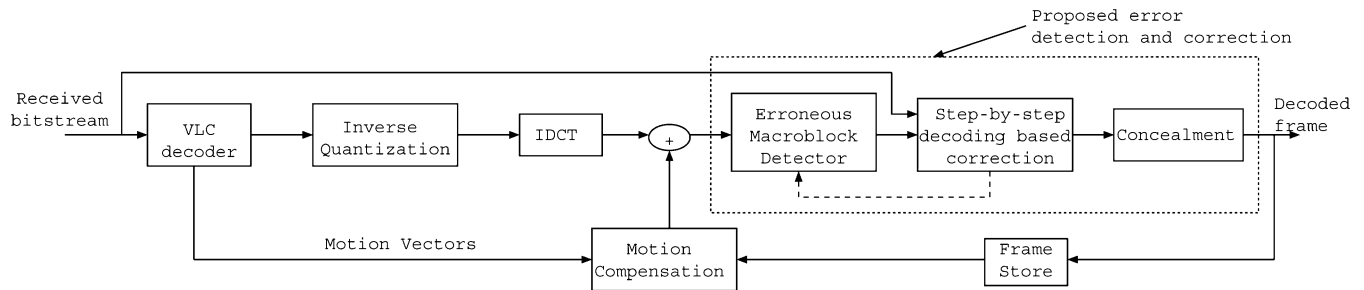 Proposed error
detection and correction
Received
bitstream
VLC
decoder
Inverse
Quantization
IDCT
+
Erroneous
Macroblock
Detector
Step-by-step
decoding based
correction
Concealment
Decoded
frame
Motion Vectors
Motion
Compensation
Frame
Store